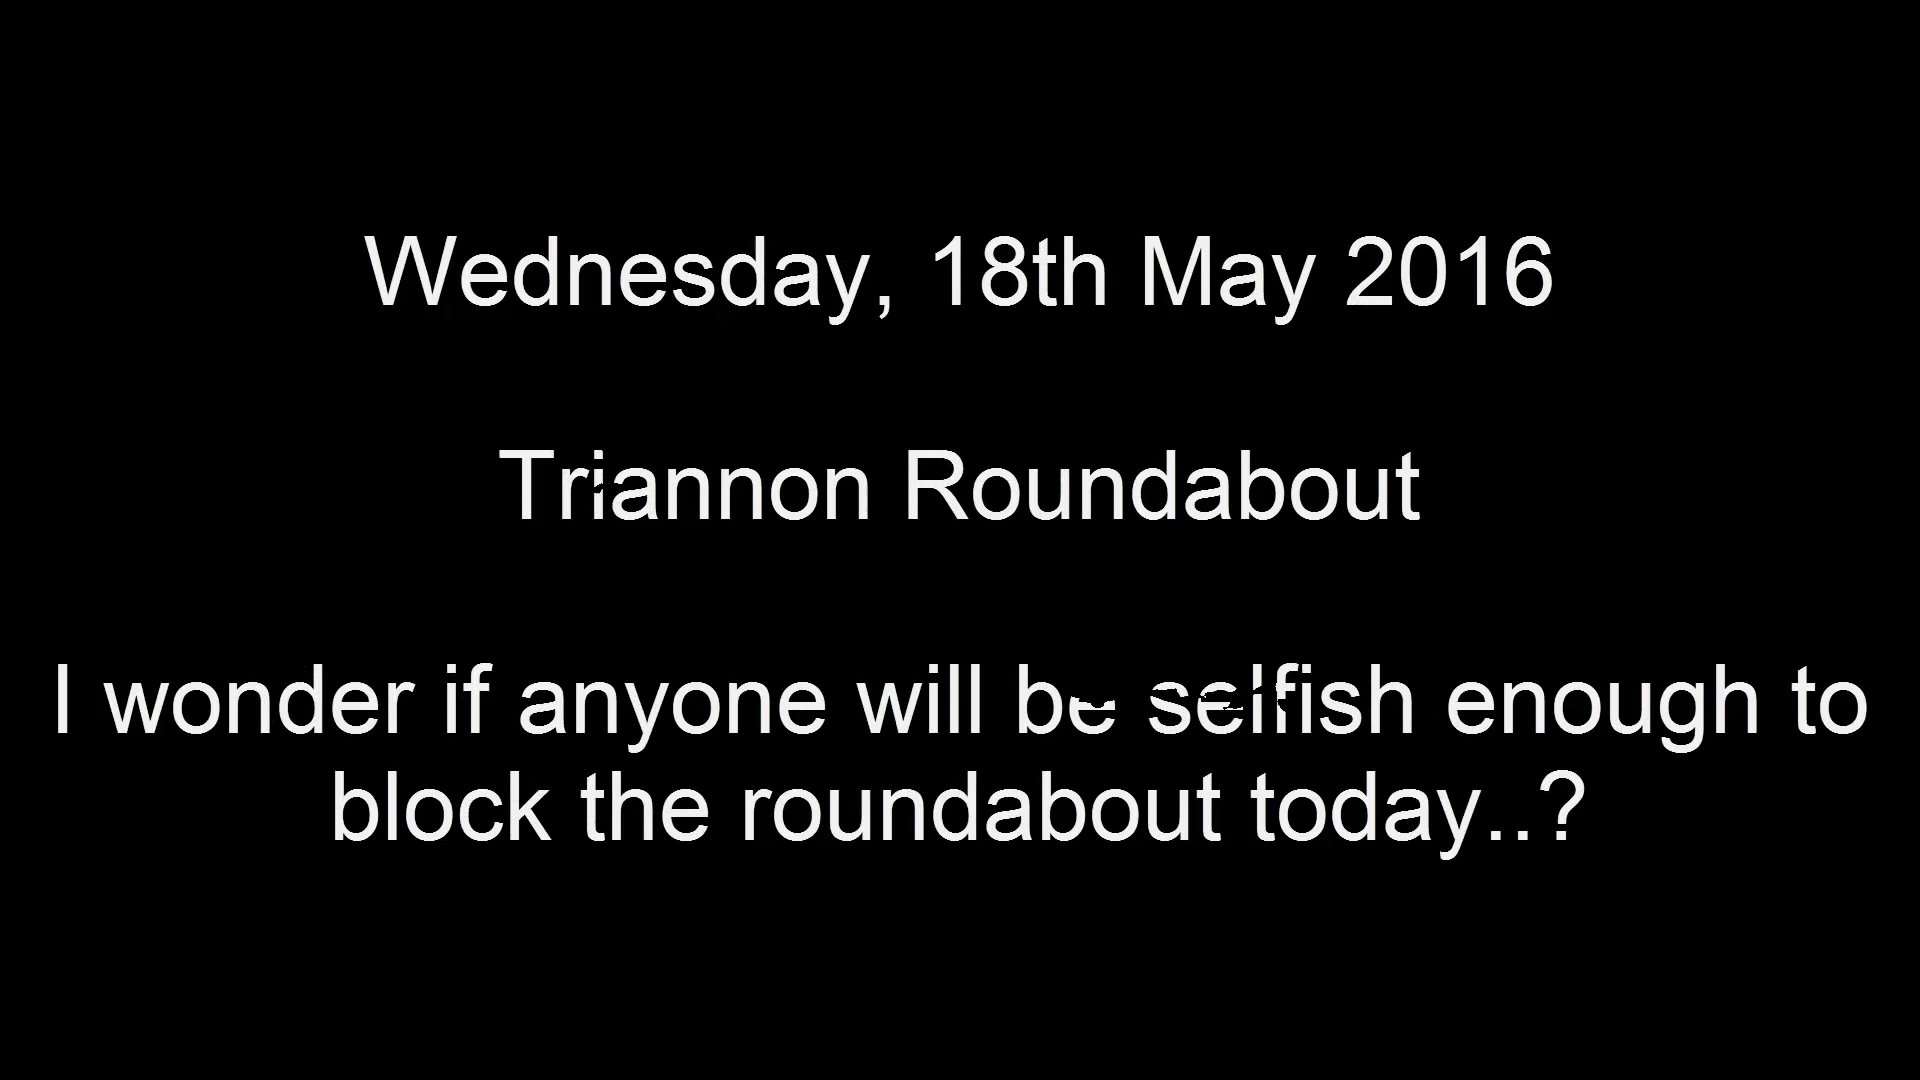 Wednesday, 18th May 2016
Triannon Roundabout
I wonder if anyone will be selfish enough to
block the roundabout today..?